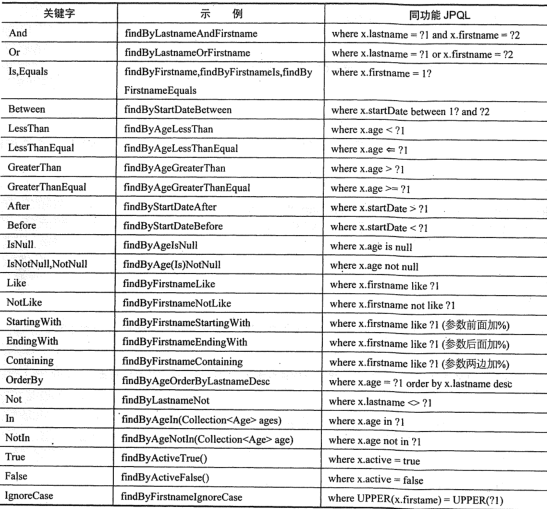 关键字 示 例 同功能 JPQL
And findByLastnameAndFirstname where x.lastname = ?1 and x.firstname = ?2
Or findByLastnameOrFirstname where x.lastname = ?1 or x.firstname = ?2
Is,Equals findByFirstname,findByFirstnameIs,findBy where x.firstname = 1?
FirstnameEquals
Between findByStartDateBetween where x.startDate between 1? and ?2
LessThan findByAgeLessThan where x.age < ?1
LessThanEqual findByAgeLessThanEqual where x.age ⇐ ?1
GreaterThan findByAgeGreaterThan where x.age > ?1
GreaterThanEqual findByAgeGreaterThanEqual where x.age >= ?1
After findByStartDateAfter where x.startDate > ?1
Before findByStartDateBefore where x.startDate < ?1
IsNull findByAgeIsNull where x.age is null
IsNotNull,NotNull findByAge(Is)NotNull where x.age not null
Like findByFirstnameLike where x.firstname like ?1
NotLike findByFirstnameNotLike where x.firstname not like ?1
StartingWith findByFirstnameStartingWith where x.firstname like ?1 (参数前面加%)
EndingWith findByFirstnameEndingWith where x.firstname like ?1 (参数后面加%)
Containing findByFirstnameContaining where x.firstname like ?1 (参数两边加%)
OrderBy findByAgeOrderByLastnameDesc where x.age = ?1 order by x.lastname desc
Not findByLastnameNot where x.lastname <> ?1
In findByAgeIn(Collection<Age> ages) where x.age in ?1
NotIn findByAgeNotIn(Collection<Age> age) where x.age not in ?1
True findByActiveTrue() where x.active = true
False findByActiveFalse() where x.active = false
IgnoreCase findByFirstnameIgnoreCase where UPPER(x.firstame) = UPPER(?1)